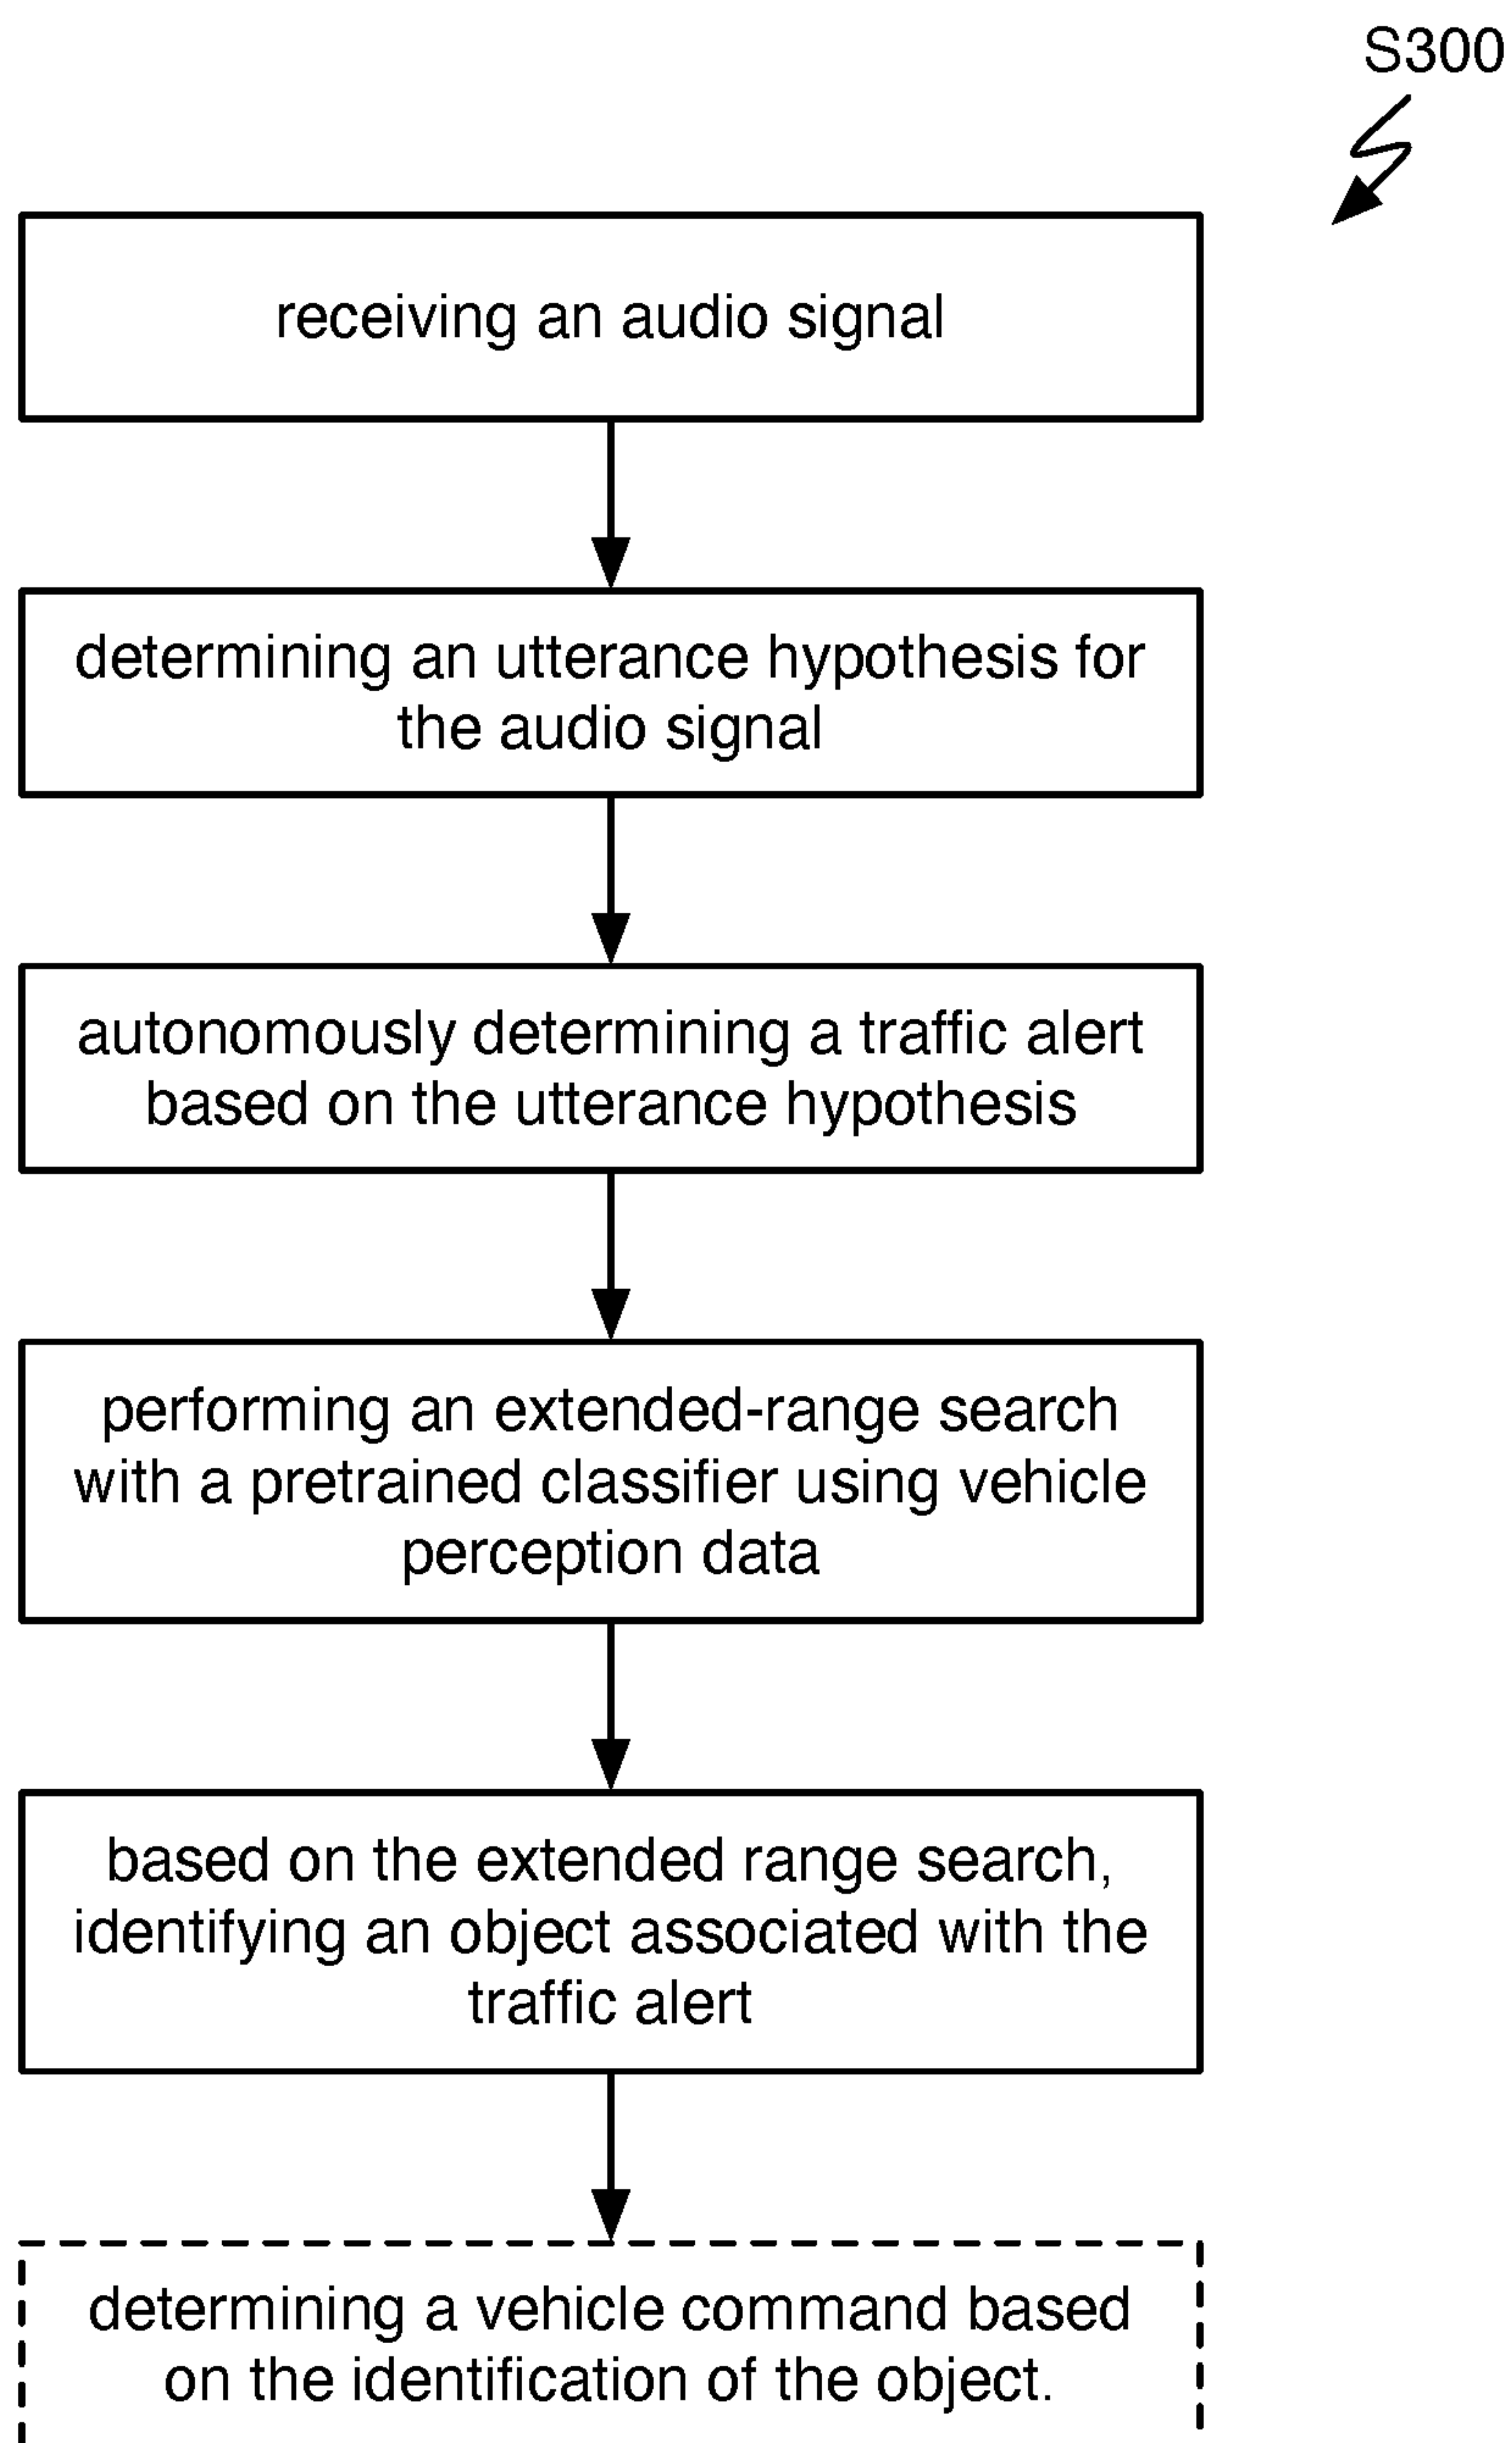 S300
receiving an audio signal
determining an utterance hypothesis for
the audio signal
autonomously determining a traffic alert
based on the utterance hypothesis
performing an extended-range search
with a pretrained classifier using vehicle
perception data
based on the extended range search,
identifying an object associated with the
traffic alert
determining a vehicle command based
on the identification of the object.